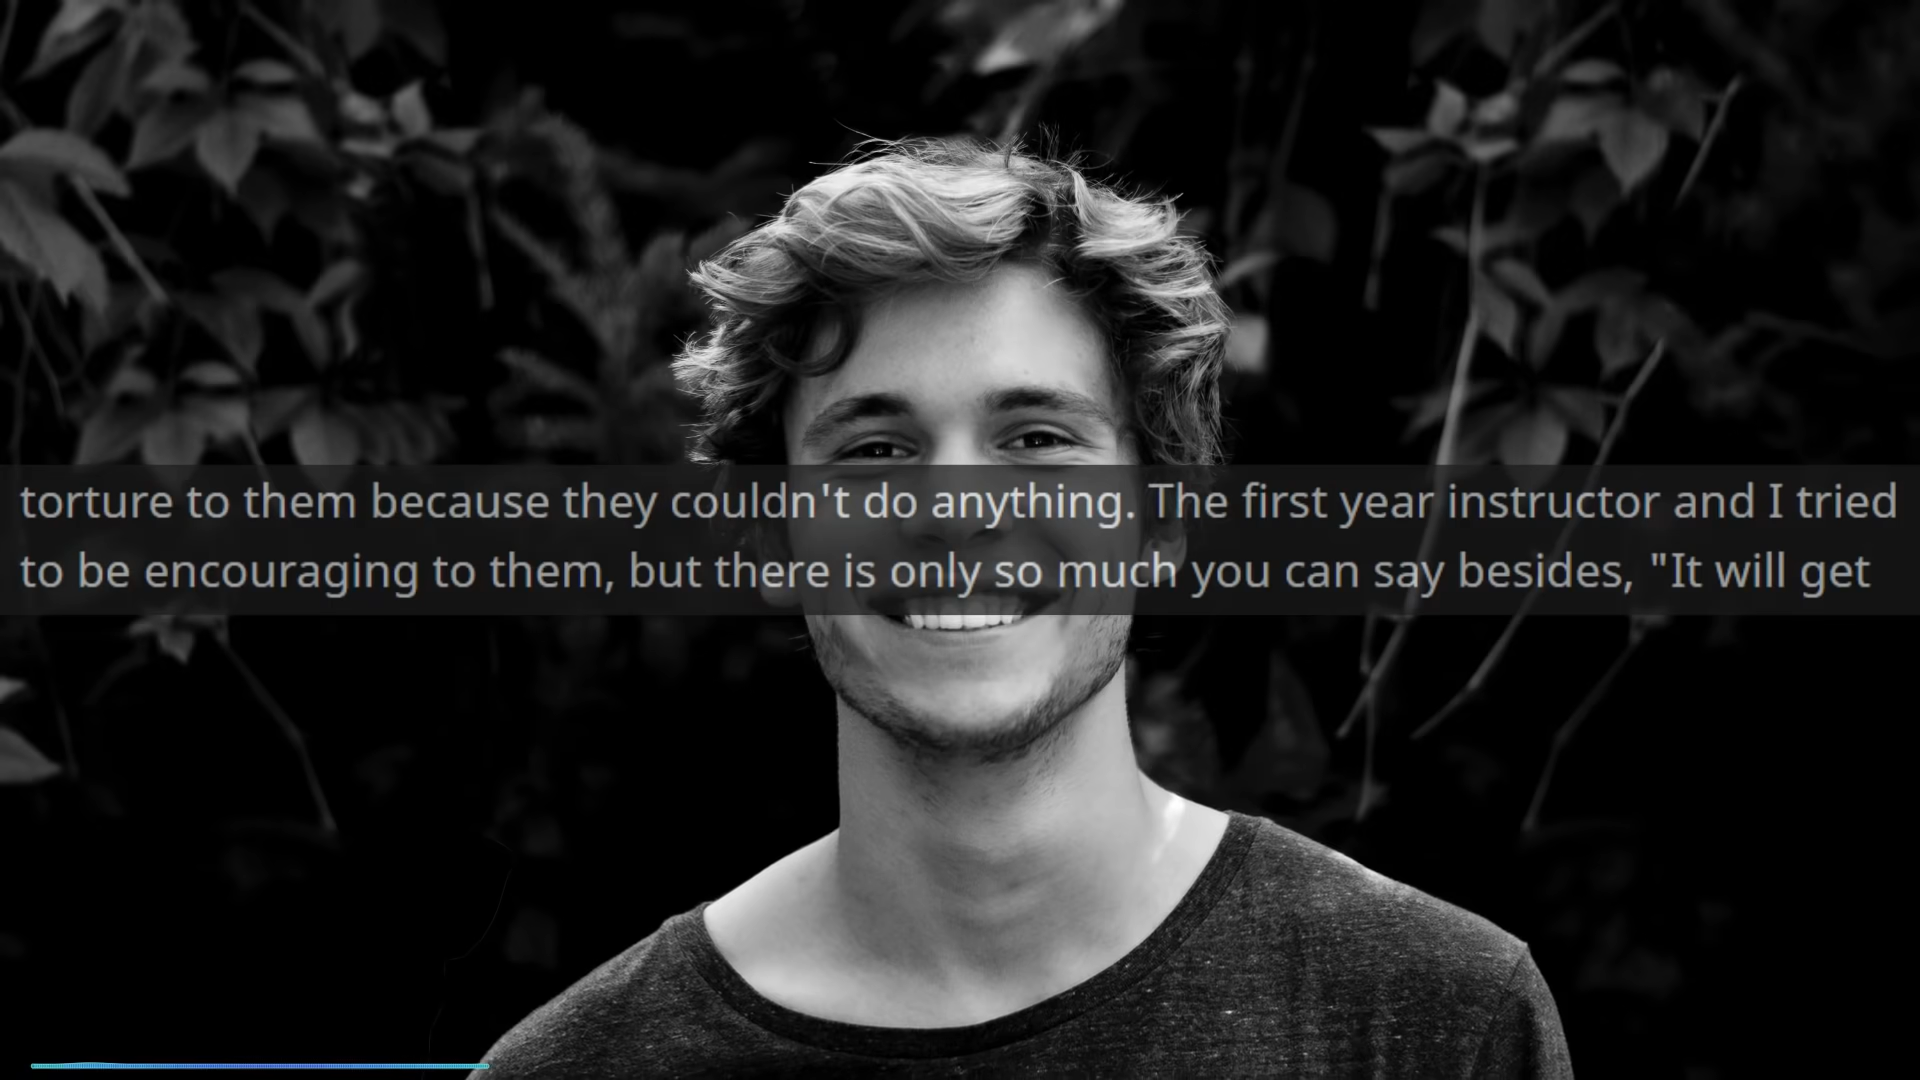 torture to them because they couldn't do anything. The first year instructor and I tried
to be encouraging to them, but there is only so much you can say besides, "It will get